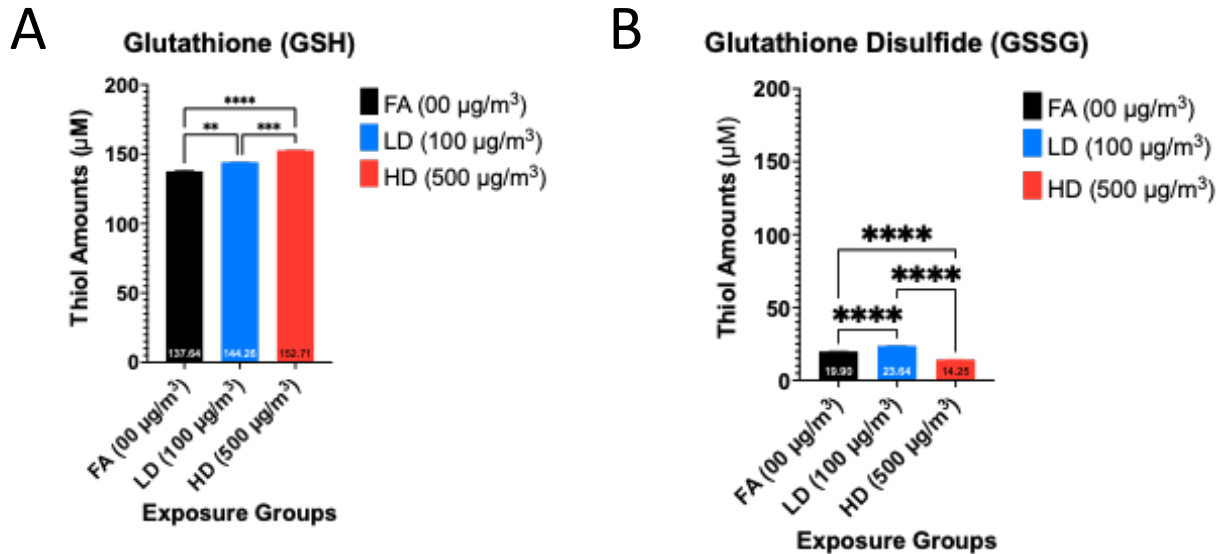 A
Glutathione (GSH)
Thiol Amounts (µM)
200
150
100
50
0
****
**
***
137.64
144.26
152.71
FA (00 µg/m³)
LD (100 µg/m³)
HD (500 µg/m³)
Exposure Groups
FA (00 µg/m³)
LD (100 µg/m³)
HD (500 µg/m³)
B
Glutathione Disulfide (GSSG)
Thiol Amounts (µM)
200
150
100
50
0
****
****
****
19.90
23.64
14.25
FA (00 µg/m³)
LD (100 µg/m³)
HD (500 µg/m³)
Exposure Groups
FA (00 µg/m³)
LD (100 µg/m³)
HD (500 µg/m³)